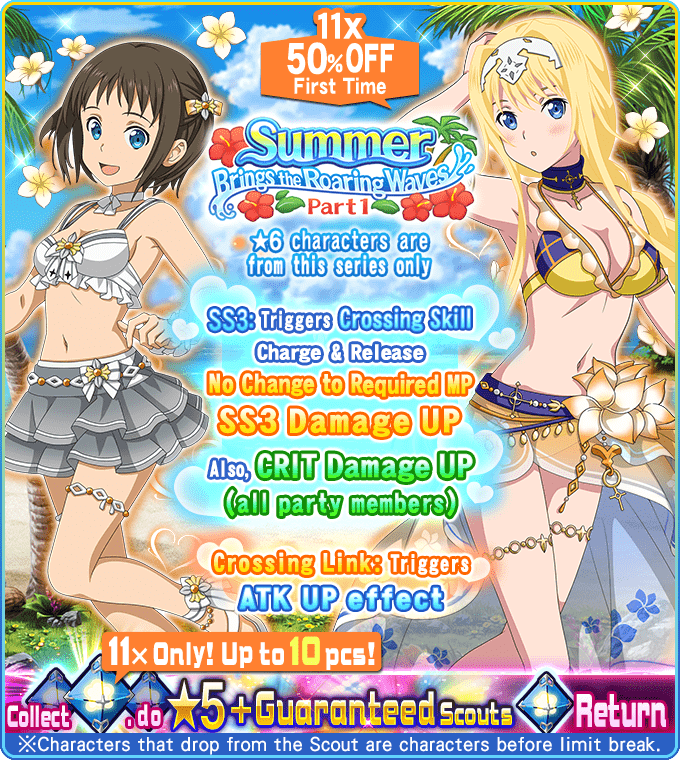 11x
50%OFF
First Time
Summer
Brings the Roaring Waves
Part 1
★6 characters are
from this series only
SS3: Triggers Crossing Skill
Charge & Release
No Change to Required MP
SS3 Damage UP
Also, CRIT Damage UP
(all party members)
Crossing Link: Triggers
ATK UP effect
11× Only! Up to 10 pcs!
Collect , do ★5+Guaranteed Scouts Return
※Characters that drop from the Scout are characters before limit break.